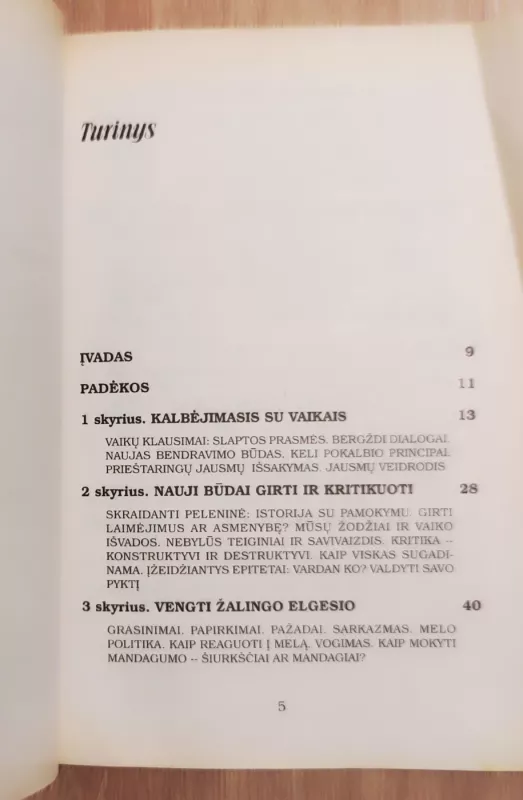 Turinys
ĮVADAS 9
PADĖKOS 11
1 skyrius. KALBĖJIMASIS SU VAIKAIS 13
VAIKŲ KLAUSIMAI: SLAPTOS PRASMĖS. BERGŽDI DIALOGAI.
NAUJAS BENDRAVIMO BŪDAS. KELI POKALBIO PRINCIPAI.
PRIEŠTARINGŲ JAUSMŲ IŠSAKYMAS. JAUSMŲ VEIDRODIS
2 skyrius. NAUJI BŪDAI GIRTI IR KRITIKUOTI 28
SKRAIDANTI PELENINĖ: ISTORIJA SU PAMOKYMU. GIRTI
LAIMĖJIMUS AR ASMENYBĘ? MŪSŲ ŽODŽIAI IR VAIKO
IŠVADOS. NEBYLŪS TEIGINIAI IR SAVIVAIZDIS. KRITIKA –
KONSTRUKTYVI IR DESTRUKTYVI. KAIP VISKAS SUGADI-
NAMA. ĮŽEIDŽIANTYS EPITETAI: VARDAN KO? VALDYTI SAVO
PYKTĮ
3 skyrius. VENGTI ŽALINGO ELGESIO 40
GRASINIMAI. PAPIRKIMAI. PAŽADAI. SARKAZMAS. MELO
POLITIKA. KAIP REAGUOTI Į MELĄ. VOGIMAS. KAIP MOKYTI
MANDAGUMO – ŠIURKŠČIAI AR MANDAGIAI?
5